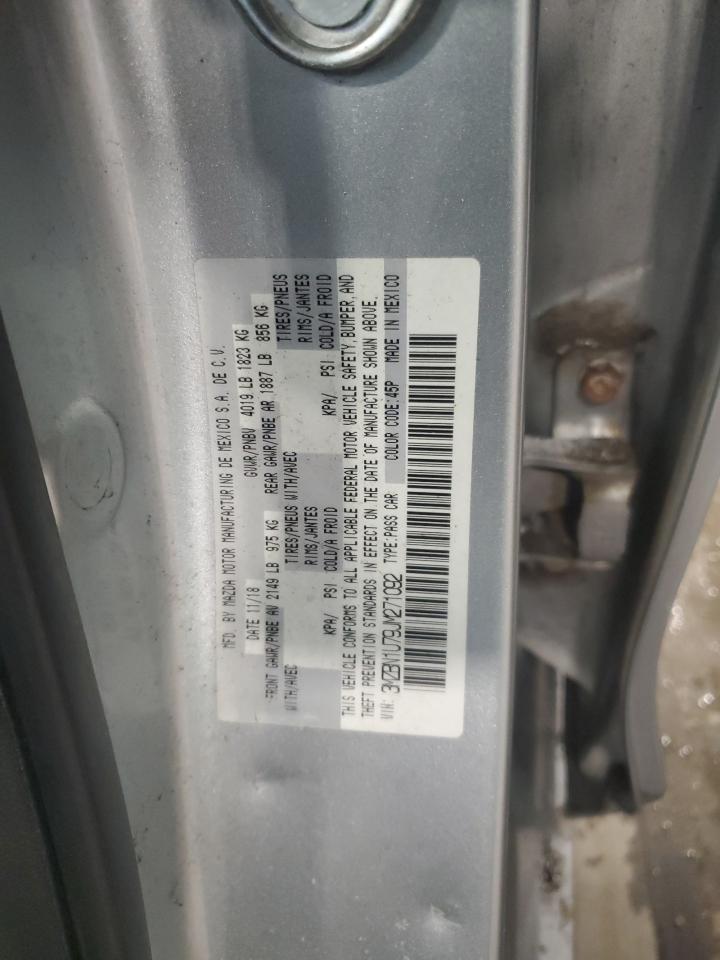 MFD. BY MAZDA MOTOR MANUFACTURING DE MEXICO S.A. DE C.V.
DATE 11/18 GVWR/PNBV 4019 LB 1823 KG
FRONT GAWR/PNBE AV 2149 LB 975 KG REAR GAWR/PNBE AR 1887 LB 856 KG
WITH/AVEC TIRES/PNEUS WITH/AVEC TIRES/PNEUS
RIMS/JANTES RIMS/JANTES
KPA/ PSI COLD/A FROID KPA/ PSI COLD/A FROID
THIS VEHICLE CONFORMS TO ALL APPLICABLE FEDERAL MOTOR VEHICLE SAFETY, BUMPER, AND
THEFT PREVENTION STANDARDS IN EFFECT ON THE DATE OF MANUFACTURE SHOWN ABOVE.
VIN: 3MZBN1U79JM271092 TYPE:PASS CAR COLOR CODE:45P MADE IN MEXICO